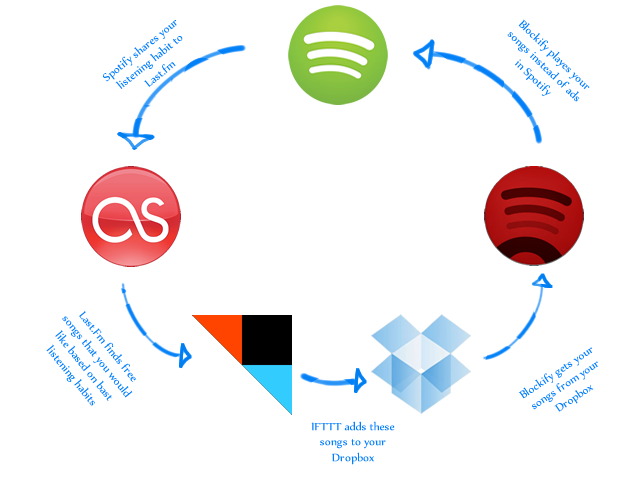 Spotify shares your
listening habit to
Last.fm
Blockify playes your
songs instead of ads
in Spotify
Last.Fm finds free
songs that you would
like based on bast
listening habits
IFTTT adds these
songs to your
Dropbox
Blockify gets your
songs from your
Dropbox